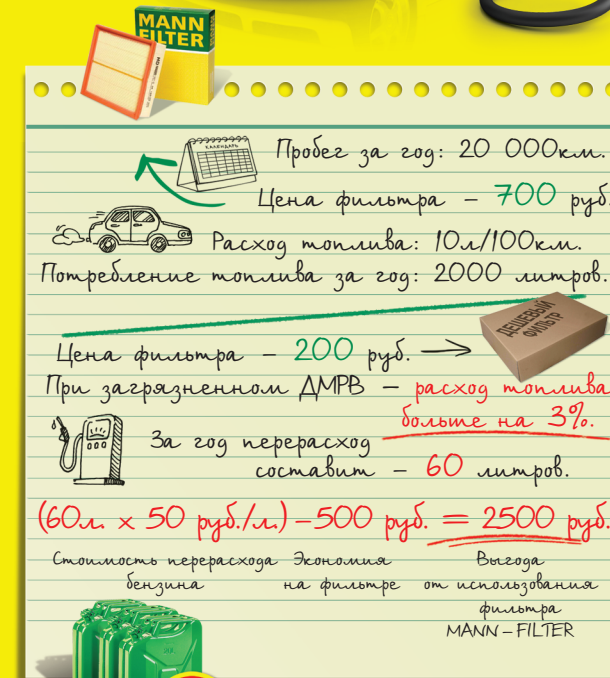 MANN
FILTER
КАЛЕНДАРЬ
Пробег за год: 20 000км.
Цена фильтра – 700 руб.
Расход топлива: 10л/100км.
Потребление топлива за год: 2000 литров.
ДЕШЕВЫЙ
ФИЛЬТР
Цена фильтра – 200 руб.
При загрязненном ДМРВ – расход топлива
больше на 3%.
За год перерасход
составит – 60 литров.
(60л. х 50 руб./л.) – 500 руб. = 2500 руб.
Стоимость перерасхода Экономия Выгода
бензина на фильтре от использования
фильтра
MANN – FILTER